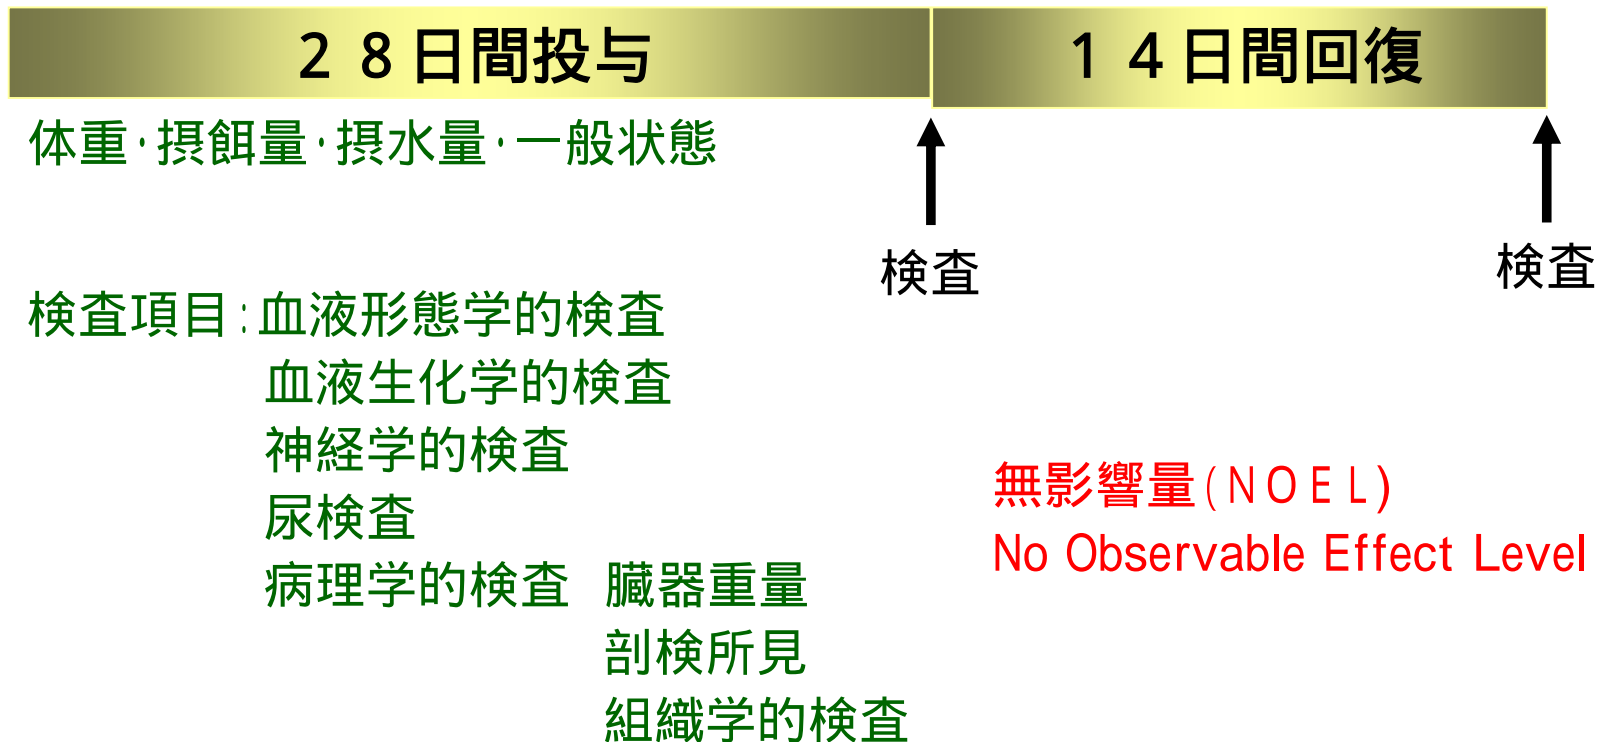 ２８日間投与
１４日間回復
体重･摂餌量･摂水量･一般状態
検査
検査
検査項目:血液形態学的検査
血液生化学的検査
神経学的検査
尿検査
病理学的検査 臓器重量
剖検所見
組織学的検査
無影響量(ＮＯＥＬ)
No Observable Effect Level